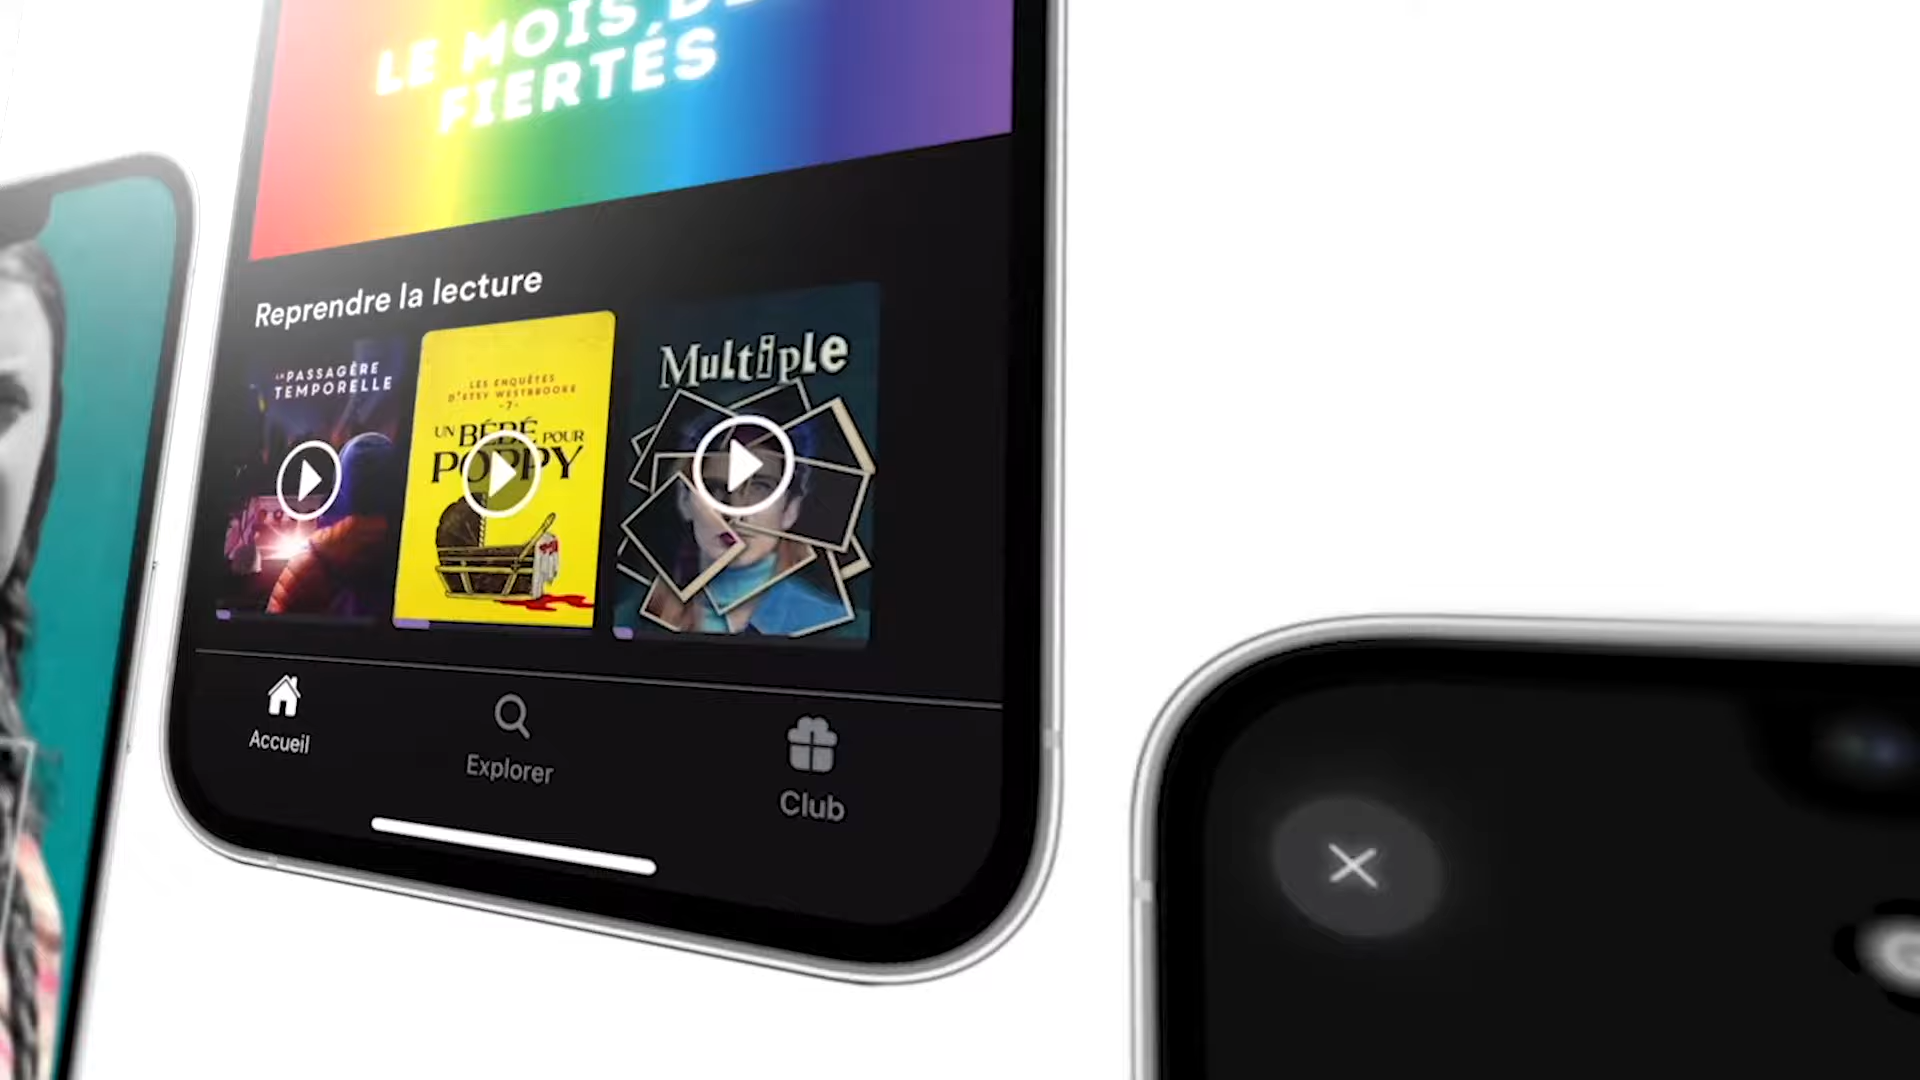 LE MOIS DE
FIERTÉS
Reprendre la lecture
LA PASSAGÈRE
TEMPORELLE
LES ENQUÊTES
D'ETSY WESTBROOKE
-7-
UN BÉBÉ POUR
POPPY
Multiple
Accueil
Explorer
Club